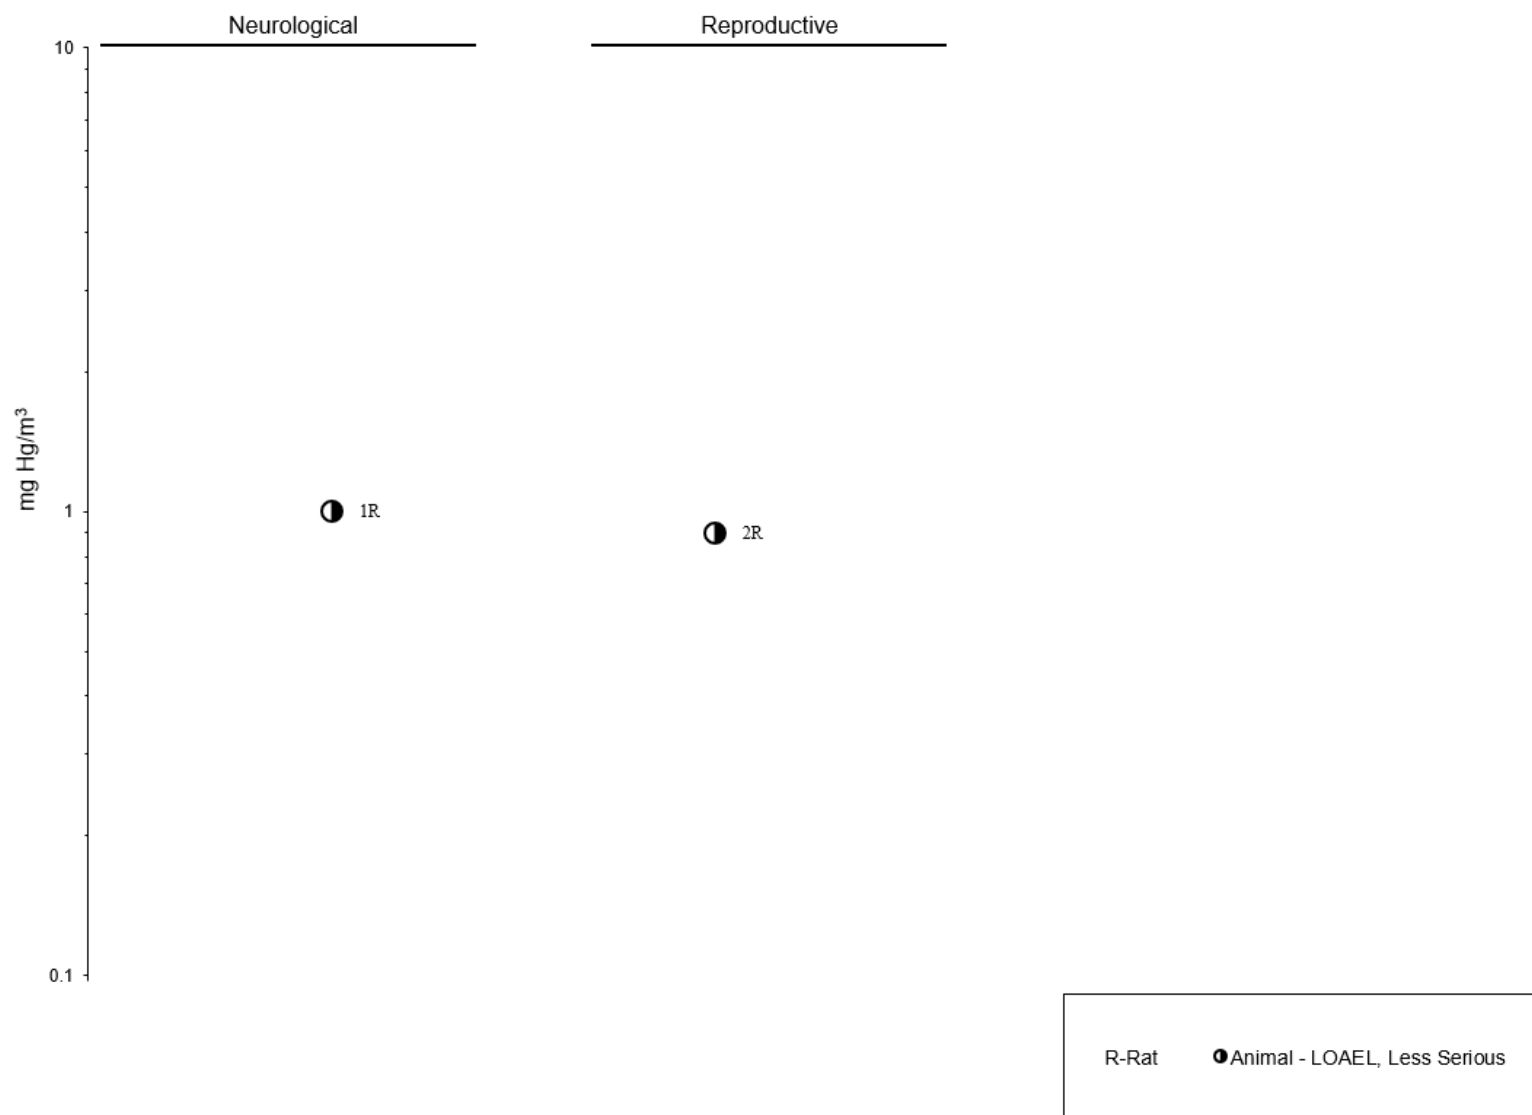 Neurological
Reproductive
10
mg Hg/m³
1
1R
2R
0.1
R-Rat
Animal - LOAEL, Less Serious